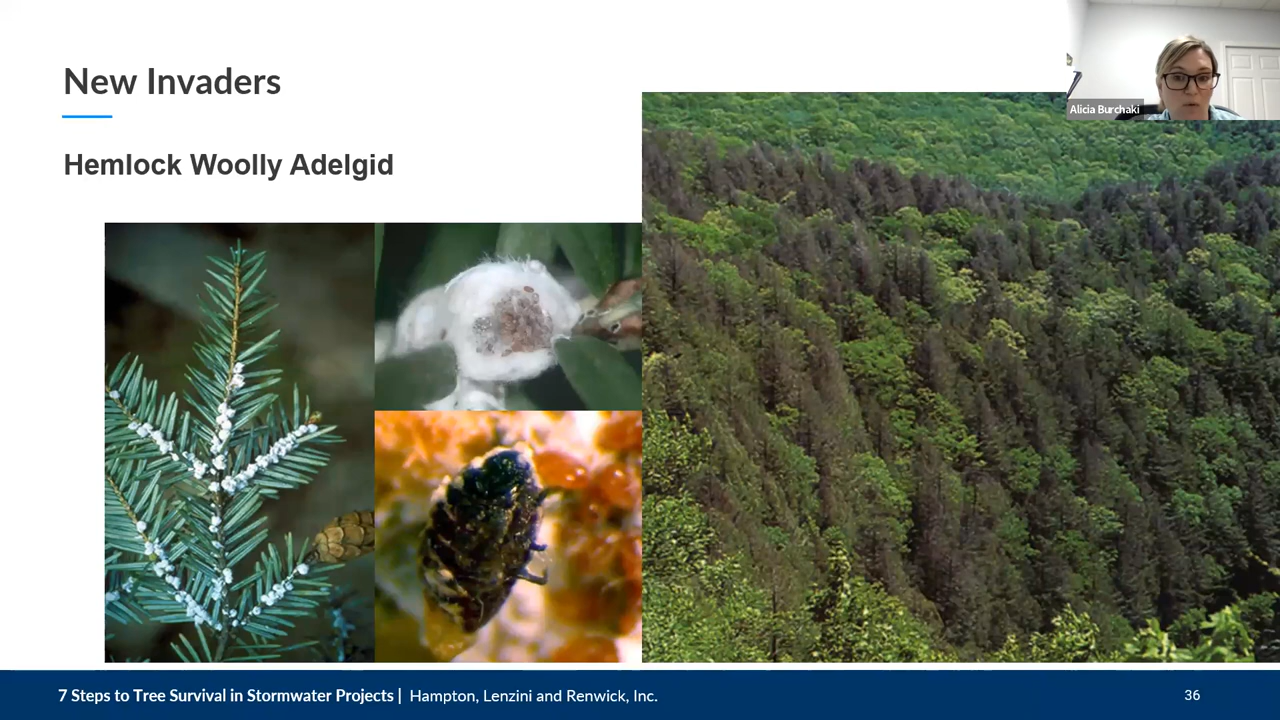 New Invaders
Alicia Burchaki
Hemlock Woolly Adelgid
7 Steps to Tree Survival in Stormwater Projects | Hampton, Lenzini and Renwick, Inc.
36